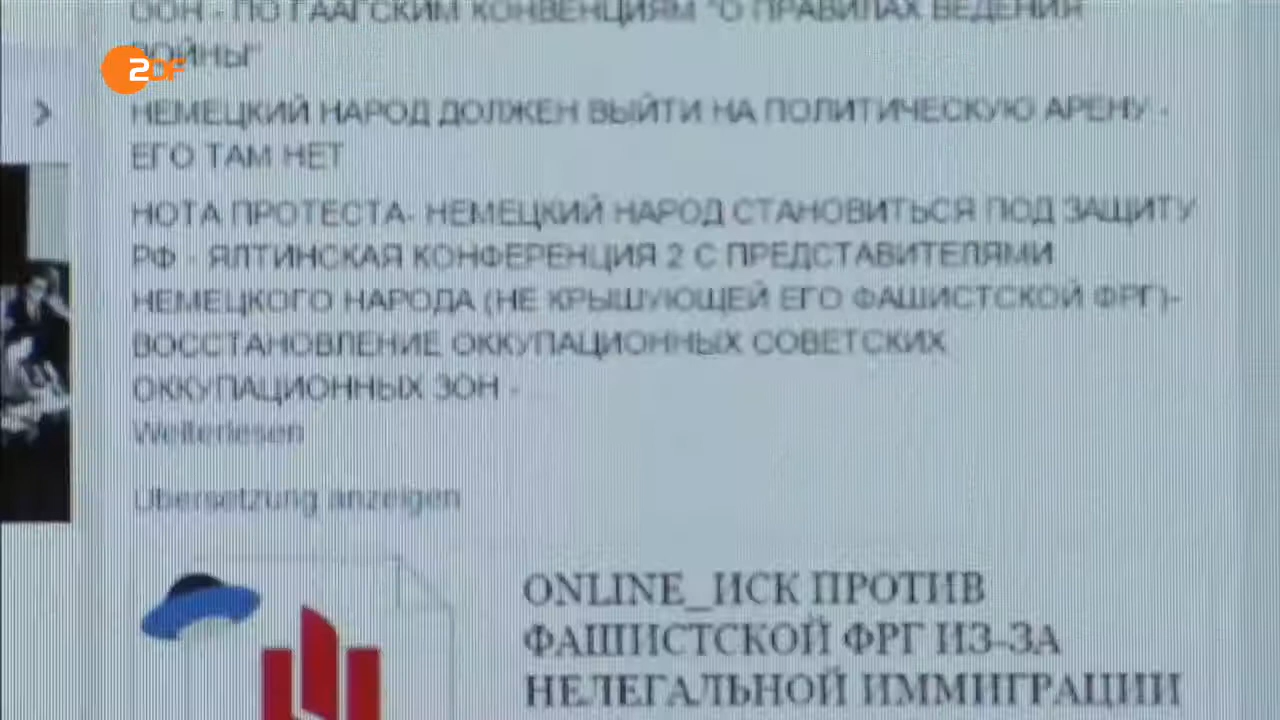 ООН - ПО ГААГСКИМ КОНВЕНЦИЯМ "О ПРАВИЛАХ ВЕДЕНИЯ
ВОЙНЫ"
ZDF
НЕМЕЦКИЙ НАРОД ДОЛЖЕН ВЫЙТИ НА ПОЛИТИЧЕСКУЮ АРЕНУ -
ЕГО ТАМ НЕТ
НОТА ПРОТЕСТА- НЕМЕЦКИЙ НАРОД СТАНОВИТЬСЯ ПОД ЗАЩИТУ
РФ - ЯЛТИНСКАЯ КОНФЕРЕНЦИЯ 2 С ПРЕДСТАВИТЕЛЯМИ
НЕМЕЦКОГО НАРОДА (НЕ КРЫШУЮЩЕЙ ЕГО ФАШИСТСКОЙ ФРГ)-
ВОССТАНОВЛЕНИЕ ОККУПАЦИОННЫХ СОВЕТСКИХ
ОККУПАЦИОННЫХ ЗОН -
Weiterlesen
Übersetzung anzeigen
ONLINE_ИСК ПРОТИВ
ФАШИСТСКОЙ ФРГ ИЗ-ЗА
НЕЛЕГАЛЬНОЙ ИММИГРАЦИИ